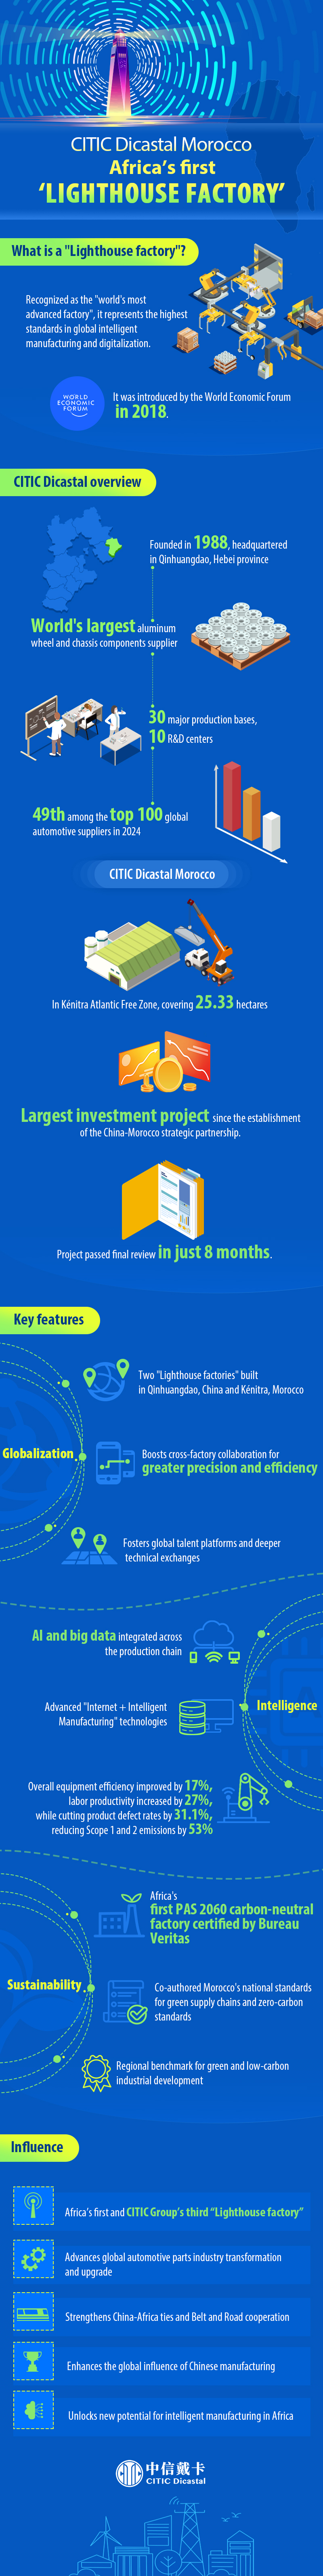 CITIC Dicastal Morocco
Africa's first
'LIGHTHOUSE FACTORY'
What is a "Lighthouse factory"?
Recognized as the "world's most
advanced factory", it represents the highest
standards in global intelligent
manufacturing and digitalization.
WORLD
ECONOMIC
FORUM
It was introduced by the World Economic Forum
in 2018.
CITIC Dicastal overview
Founded in 1988, headquartered
in Qinhuangdao, Hebei province
World's largest aluminum
wheel and chassis components supplier
30 major production bases,
10 R&D centers
49th among the top 100 global
automotive suppliers in 2024
CITIC Dicastal Morocco
In Kénitra Atlantic Free Zone, covering 25.33 hectares
Largest investment project since the establishment
of the China-Morocco strategic partnership.
Project passed final review in just 8 months.
Key features
Globalization
Two "Lighthouse factories" built
in Qinhuangdao, China and Kénitra, Morocco
Boosts cross-factory collaboration for
greater precision and efficiency
Fosters global talent platforms and deeper
technical exchanges
Intelligence
AI and big data integrated across
the production chain
Advanced "Internet + Intelligent
Manufacturing" technologies
Overall equipment efficiency improved by 17%,
labor productivity increased by 27%,
while cutting product defect rates by 31.1%,
reducing Scope 1 and 2 emissions by 53%
Sustainability
Africa's
first PAS 2060 carbon-neutral
factory certified by Bureau
Veritas
Co-authored Morocco's national standards
for green supply chains and zero-carbon
standards
Regional benchmark for green and low-carbon
industrial development
Influence
Africa's first and CITIC Group's third "Lighthouse factory"
Advances global automotive parts industry transformation
and upgrade
Strengthens China-Africa ties and Belt and Road cooperation
Enhances the global influence of Chinese manufacturing
Unlocks new potential for intelligent manufacturing in Africa
中信戴卡
CITIC Dicastal